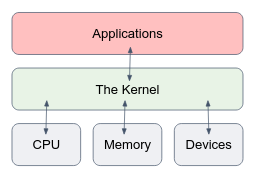 Applications
The Kernel
CPU
Memory
Devices